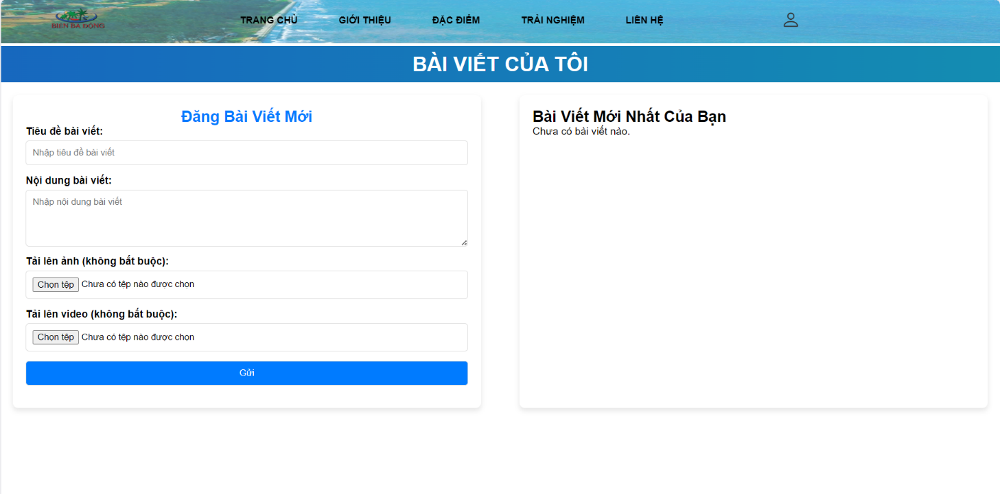 BIỂN BA ĐỘNG
TRANG CHỦ GIỚI THIỆU ĐẶC ĐIỂM TRẢI NGHIỆM LIÊN HỆ
BÀI VIẾT CỦA TÔI
Đăng Bài Viết Mới
Tiêu đề bài viết:
Nhập tiêu đề bài viết
Nội dung bài viết:
Nhập nội dung bài viết
Tải lên ảnh (không bắt buộc):
Chọn tệp Chưa có tệp nào được chọn
Tải lên video (không bắt buộc):
Chọn tệp Chưa có tệp nào được chọn
Gửi
Bài Viết Mới Nhất Của Bạn
Chưa có bài viết nào.